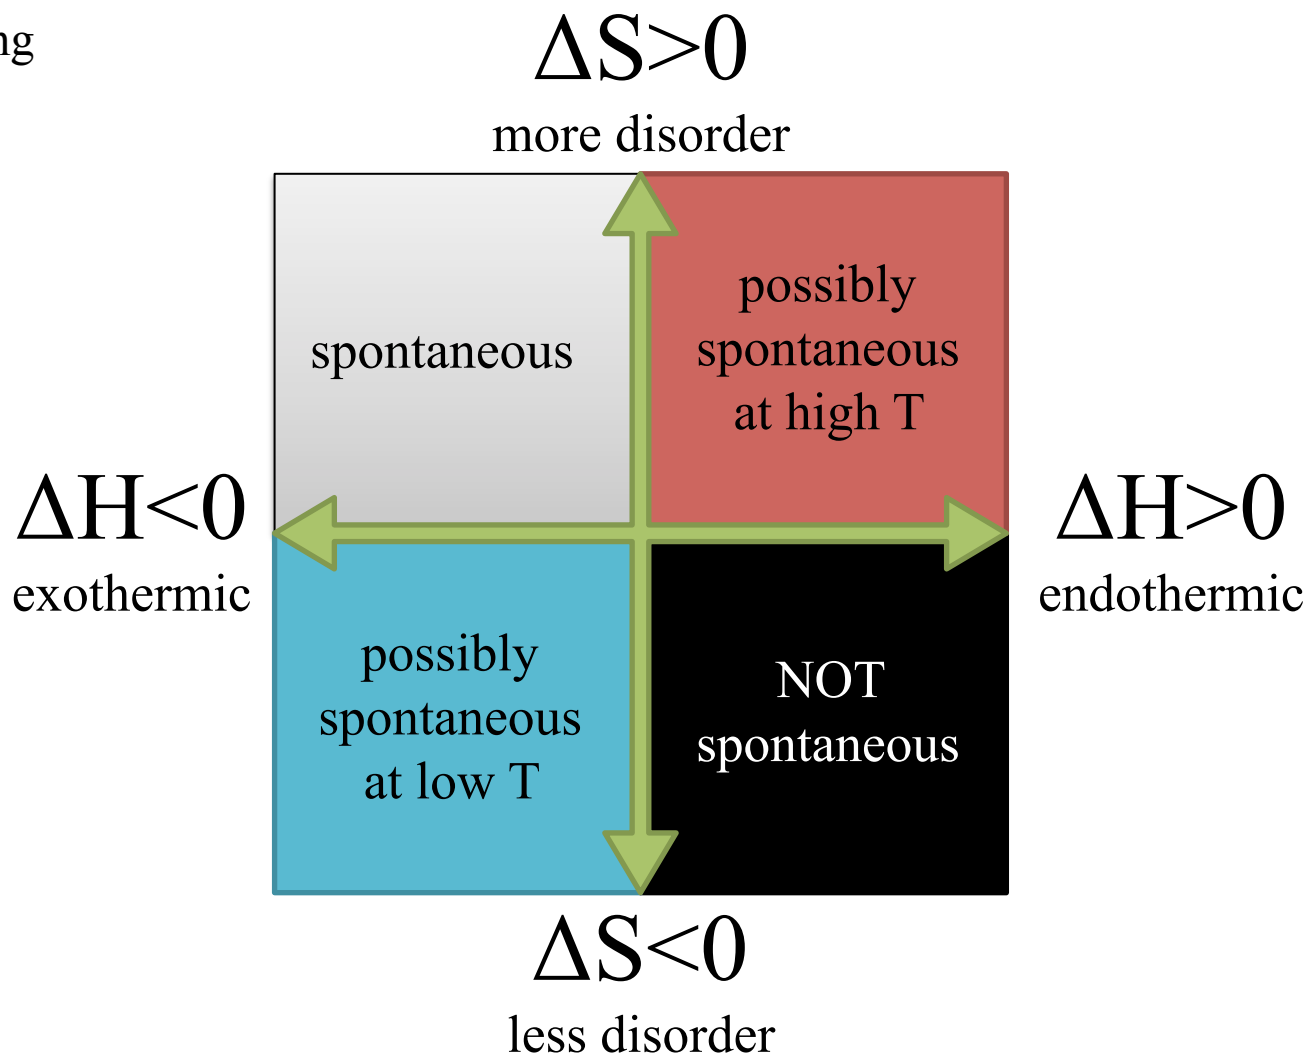 ng
ΔS>0
more disorder
spontaneous
possibly
spontaneous
at high T
ΔH<0
exothermic
ΔH>0
endothermic
possibly
spontaneous
at low T
NOT
spontaneous
ΔS<0
less disorder